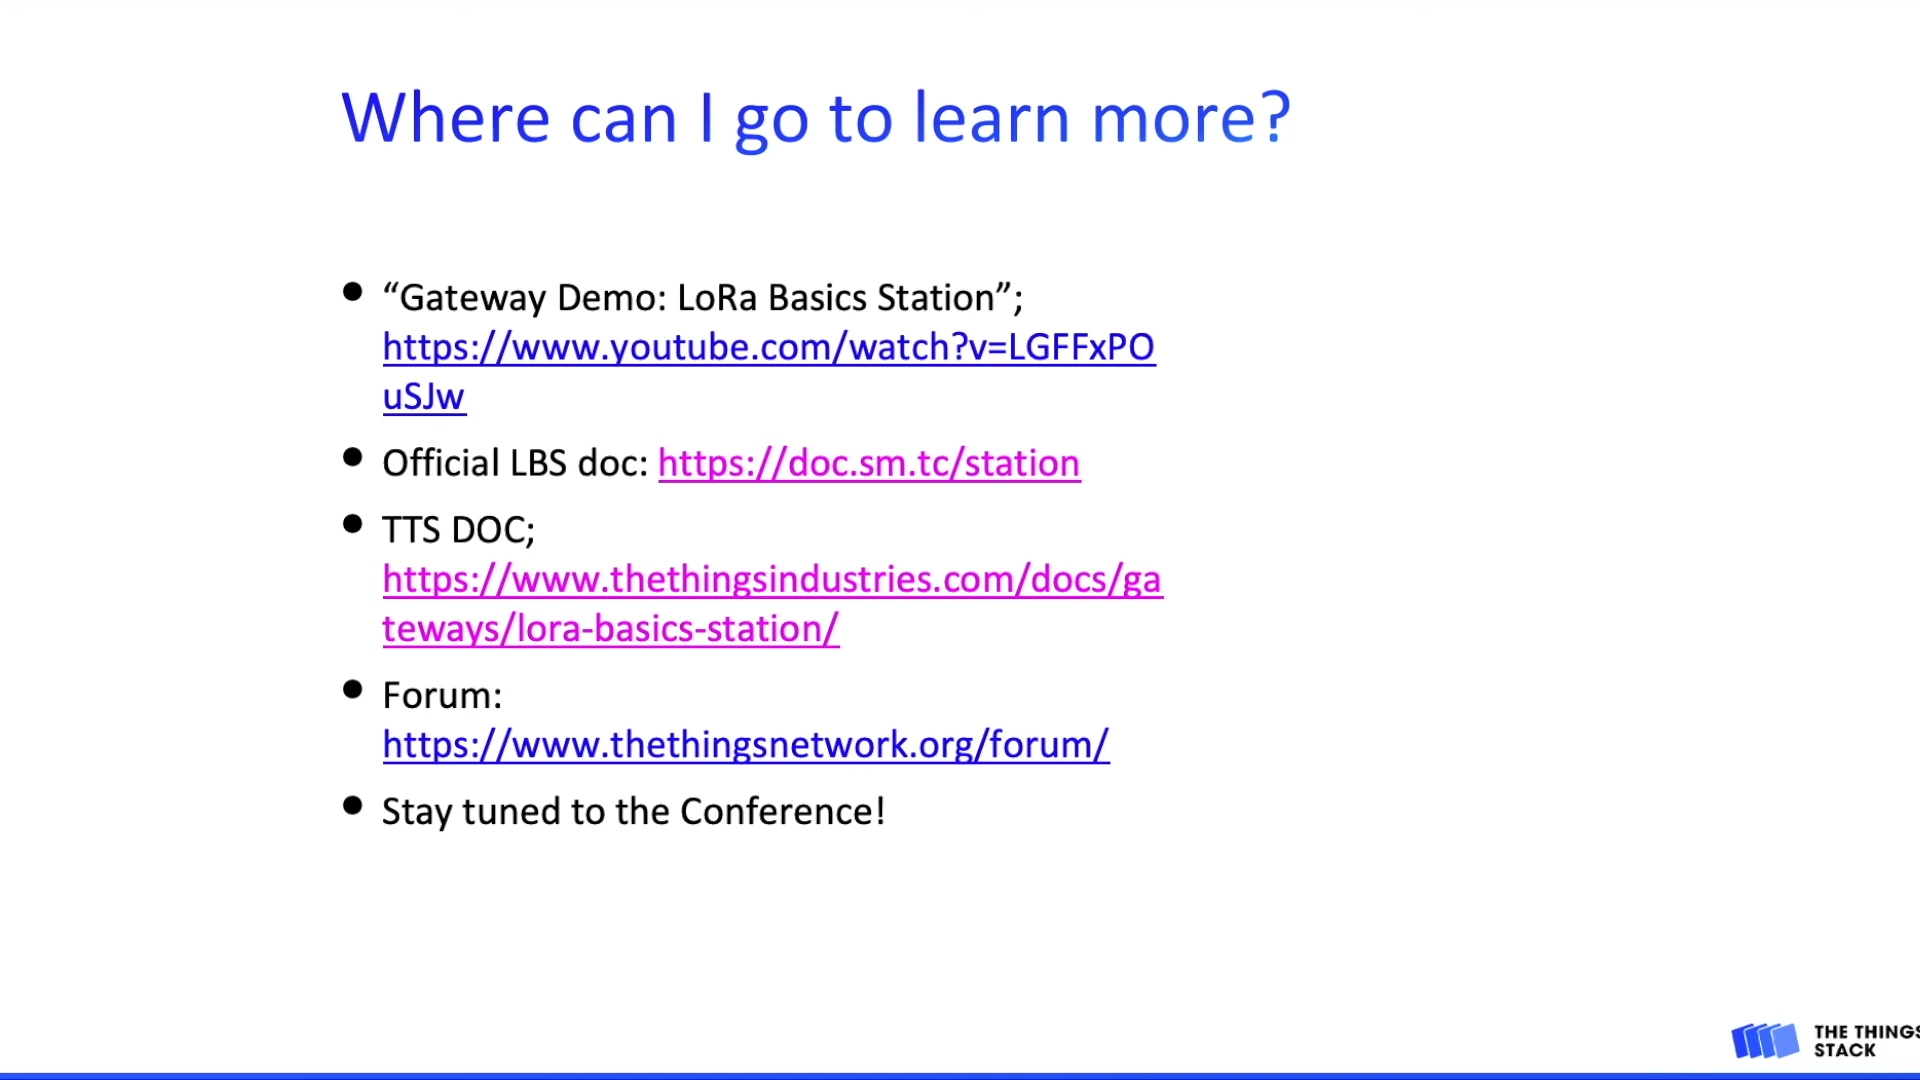 Where can I go to learn more?
• “Gateway Demo: LoRa Basics Station”;
https://www.youtube.com/watch?v=LGFFxPO
uSJw
• Official LBS doc: https://doc.sm.tc/station
• TTS DOC;
https://www.thethingsindustries.com/docs/ga
teways/lora-basics-station/
• Forum:
https://www.thethingsnetwork.org/forum/
• Stay tuned to the Conference!
THE THINGS
STACK